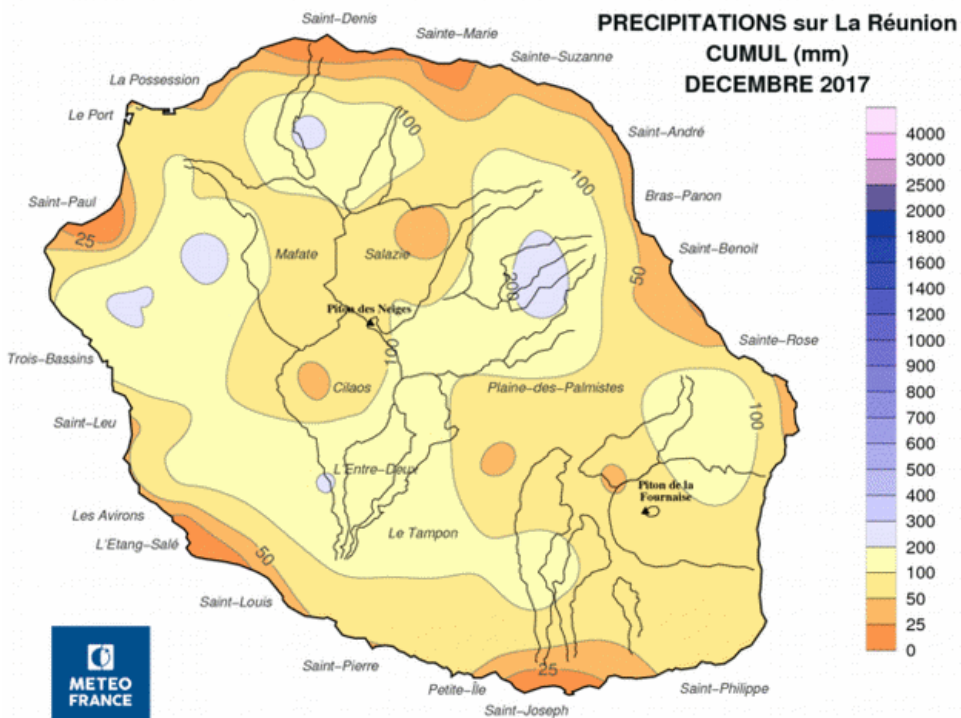 PRECIPITATIONS sur La Réunion
CUMUL (mm)
DECEMBRE 2017
Saint-Denis
Sainte-Marie
Sainte-Suzanne
La Possession
Le Port
Saint-André
Saint-Paul
Bras-Panon
Saint-Benoit
Mafate
Salazie
Piton des Neiges
Sainte-Rose
Trois-Bassins
Cilaos
Plaine-des-Palmistes
Saint-Leu
L'Entre-Deux
Piton de la
Fournaise
Les Avirons
L'Etang-Salé
Le Tampon
Saint-Louis
Saint-Pierre
Petite-Île
Saint-Joseph
Saint-Philippe
100
100
25
50
200
100
100
50
25
4000
3000
2500
2000
1800
1600
1400
1200
1000
900
800
700
600
500
400
300
200
100
50
25
0
METEO
FRANCE